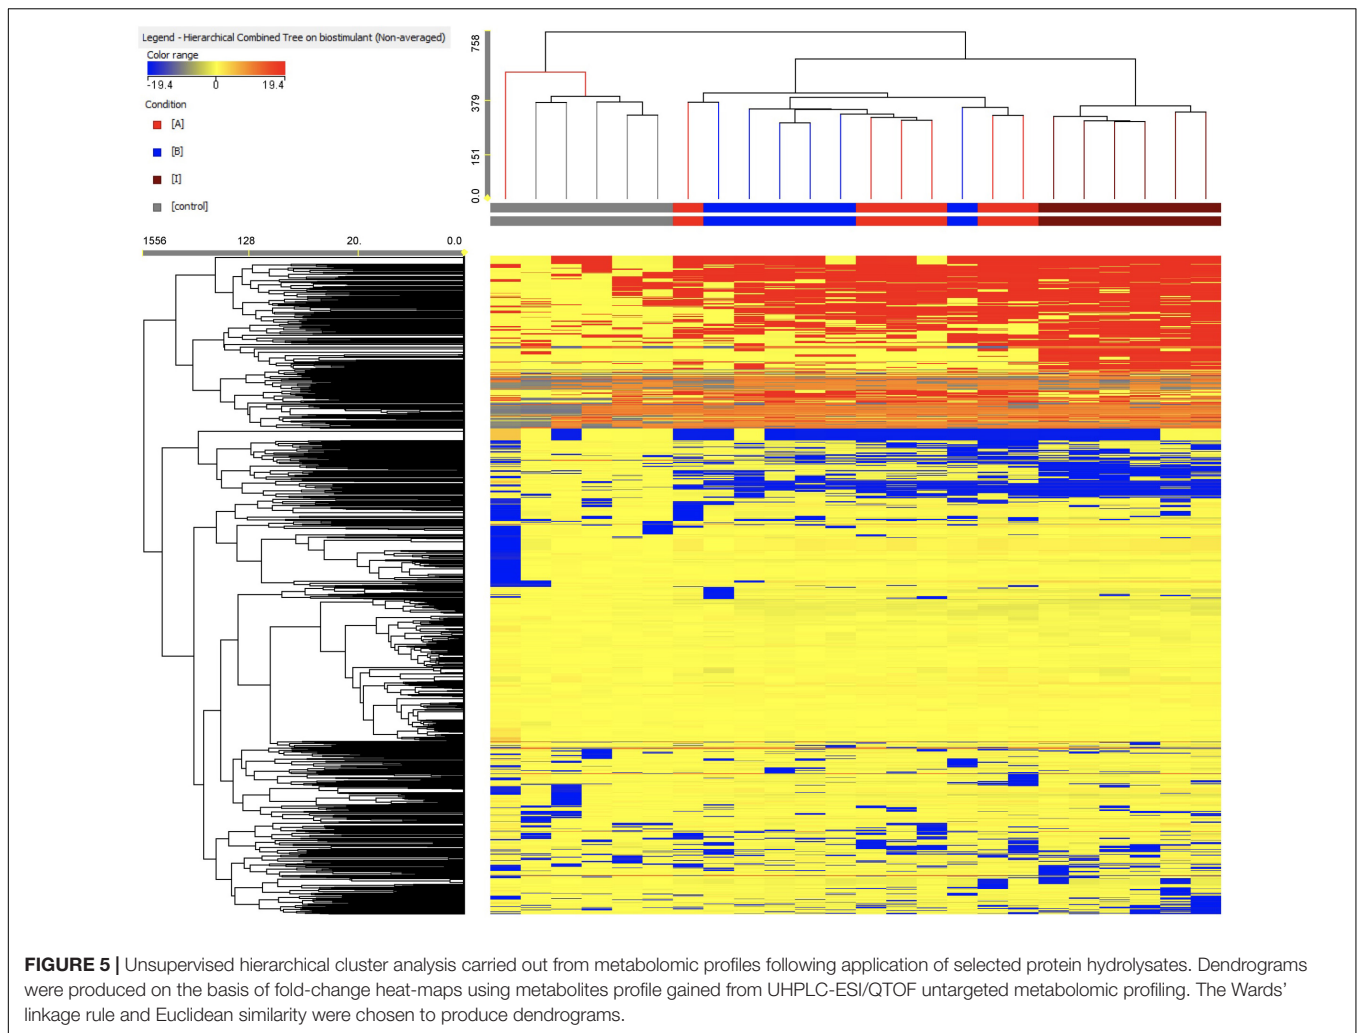 Legend - Hierarchical Combined Tree on biostimulant (Non-averaged)
Color range
-19.4 0 19.4
Condition
[A]
[B]
[I]
[control]
758
379
151
0.0
1556 128 20. 0.0
FIGURE 5 | Unsupervised hierarchical cluster analysis carried out from metabolomic profiles following application of selected protein hydrolysates. Dendrograms
were produced on the basis of fold-change heat-maps using metabolites profile gained from UHPLC-ESI/QTOF untargeted metabolomic profiling. The Wards'
linkage rule and Euclidean similarity were chosen to produce dendrograms.